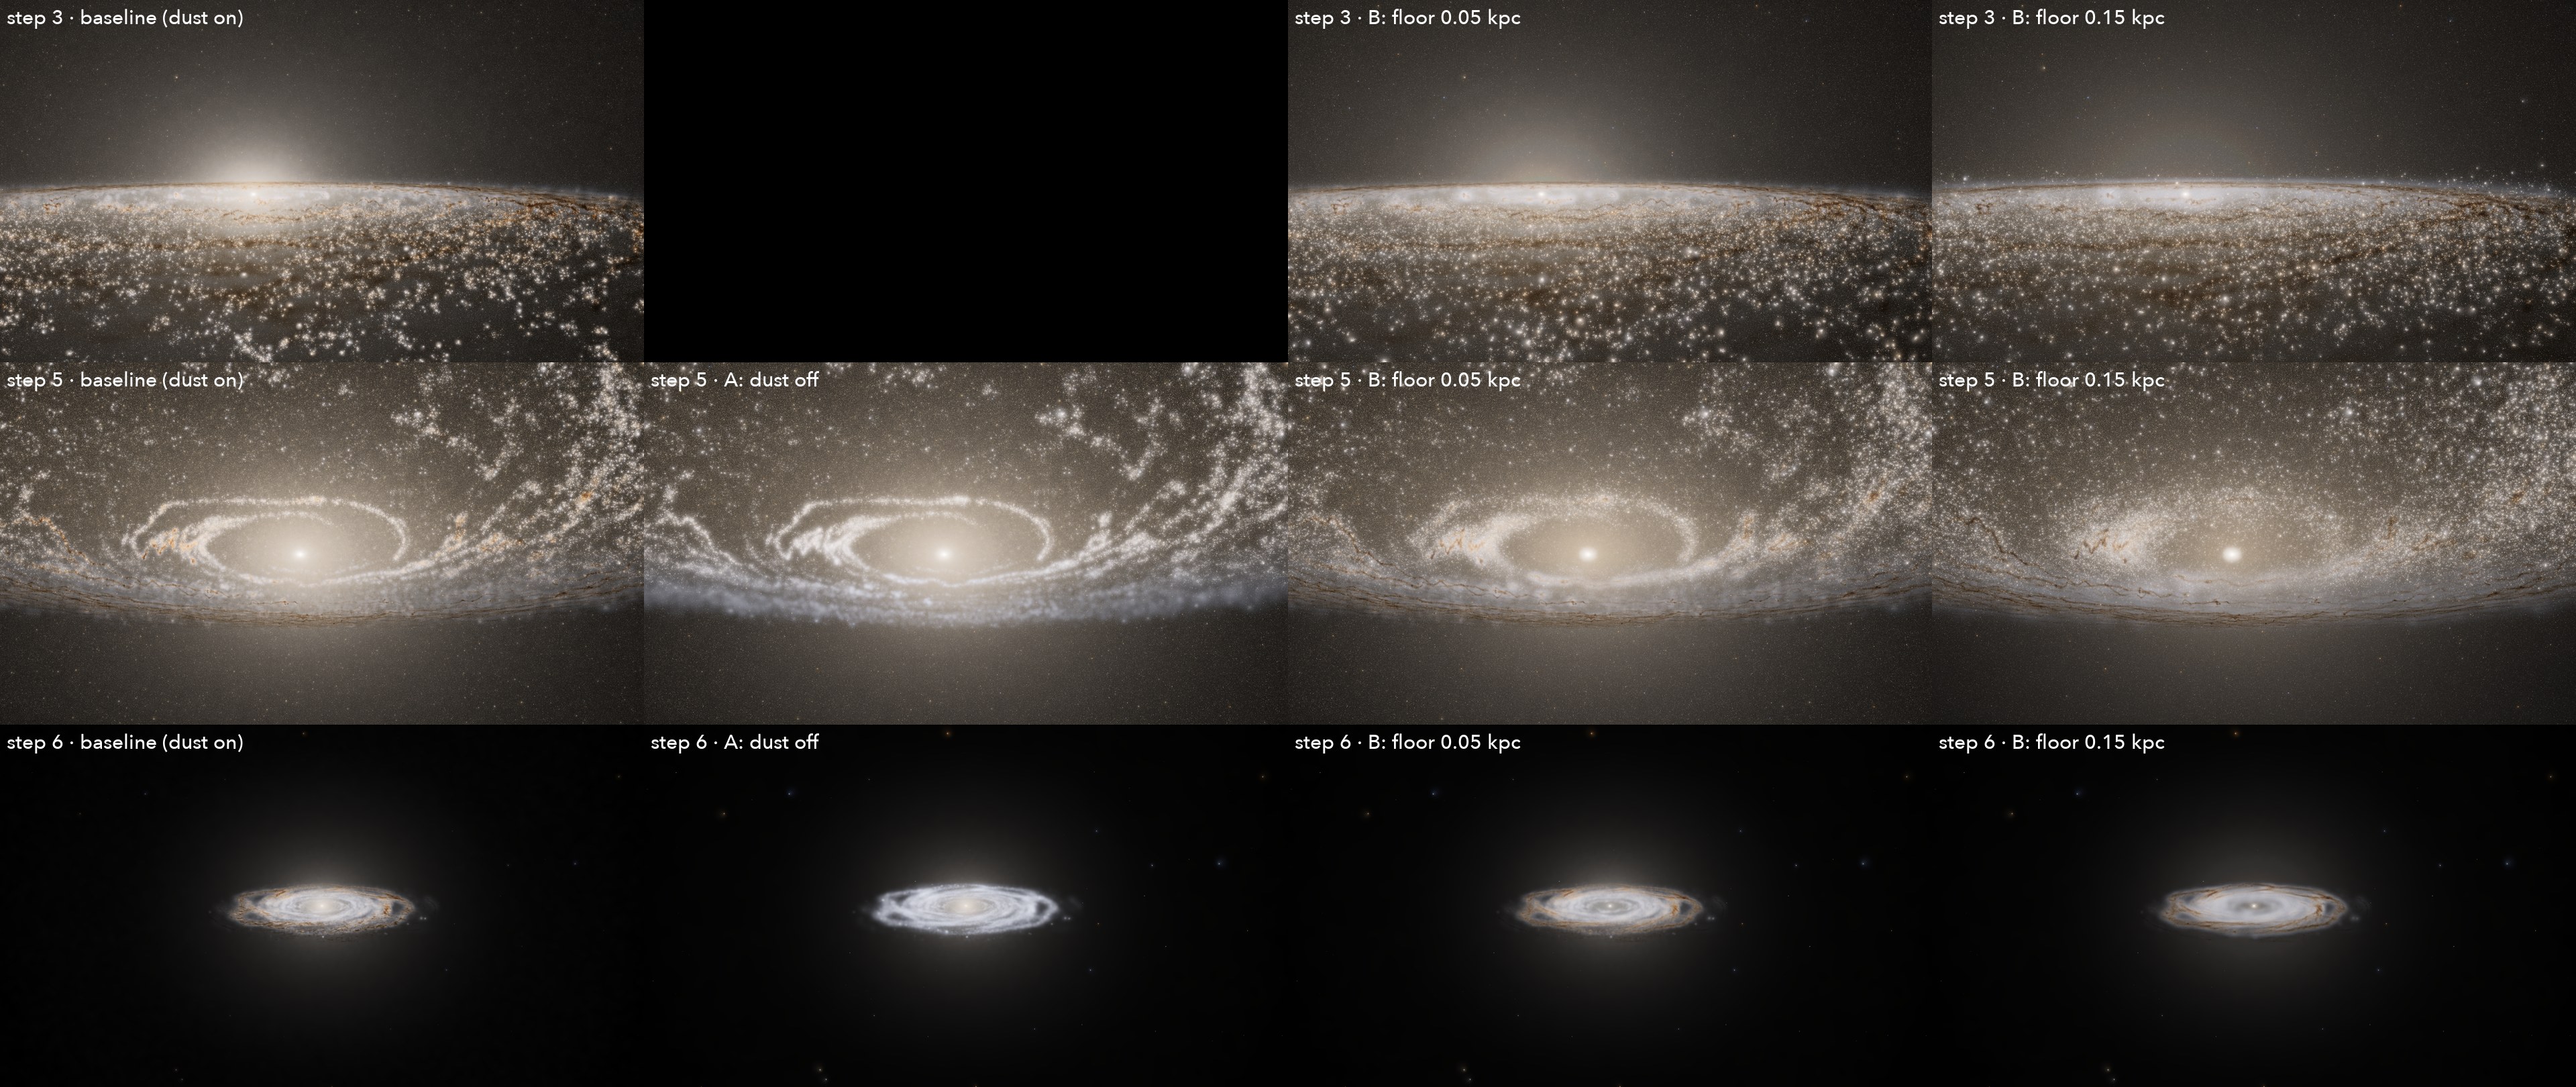 step 3 · baseline (dust on)
step 3 · B: floor 0.05 kpc
step 3 · B: floor 0.15 kpc
step 5 · baseline (dust on)
step 5 · A: dust off
step 5 · B: floor 0.05 kpc
step 5 · B: floor 0.15 kpc
step 6 · baseline (dust on)
step 6 · A: dust off
step 6 · B: floor 0.05 kpc
step 6 · B: floor 0.15 kpc